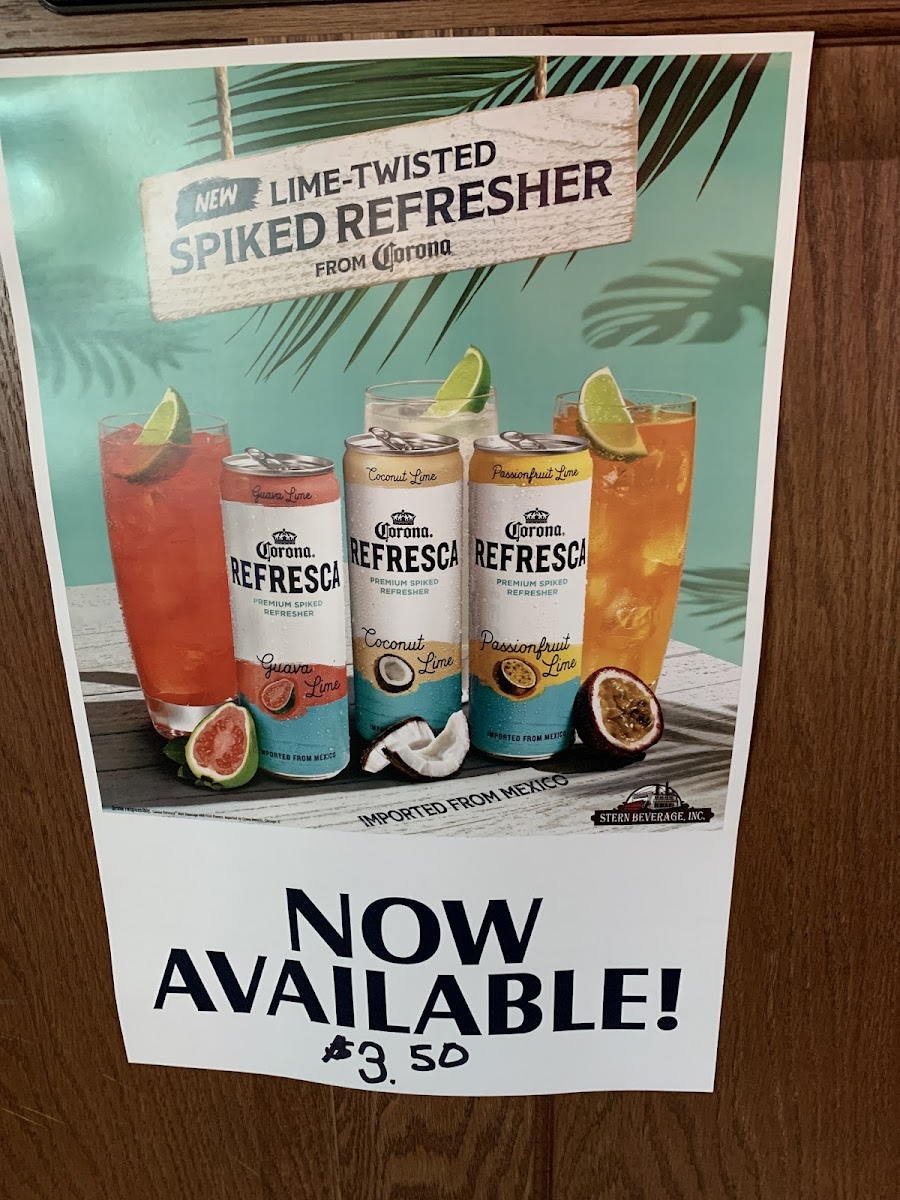 NEW LIME-TWISTED
SPIKED REFRESHER
FROM Corona
Guava Lime
Corona.
REFRESCA
PREMIUM SPIKED
REFRESHER
Guava
Lime
IMPORTED FROM MEXICO
Coconut Lime
Corona.
REFRESCA
PREMIUM SPIKED
REFRESHER
Coconut
Lime
Passionfruit Lime
Corona.
REFRESCA
PREMIUM SPIKED
REFRESHER
Passionfruit
Lime
IMPORTED FROM MEXICO
IMPORTED FROM MEXICO
STERN BEVERAGE, INC.
NOW
AVAILABLE!
$3.50